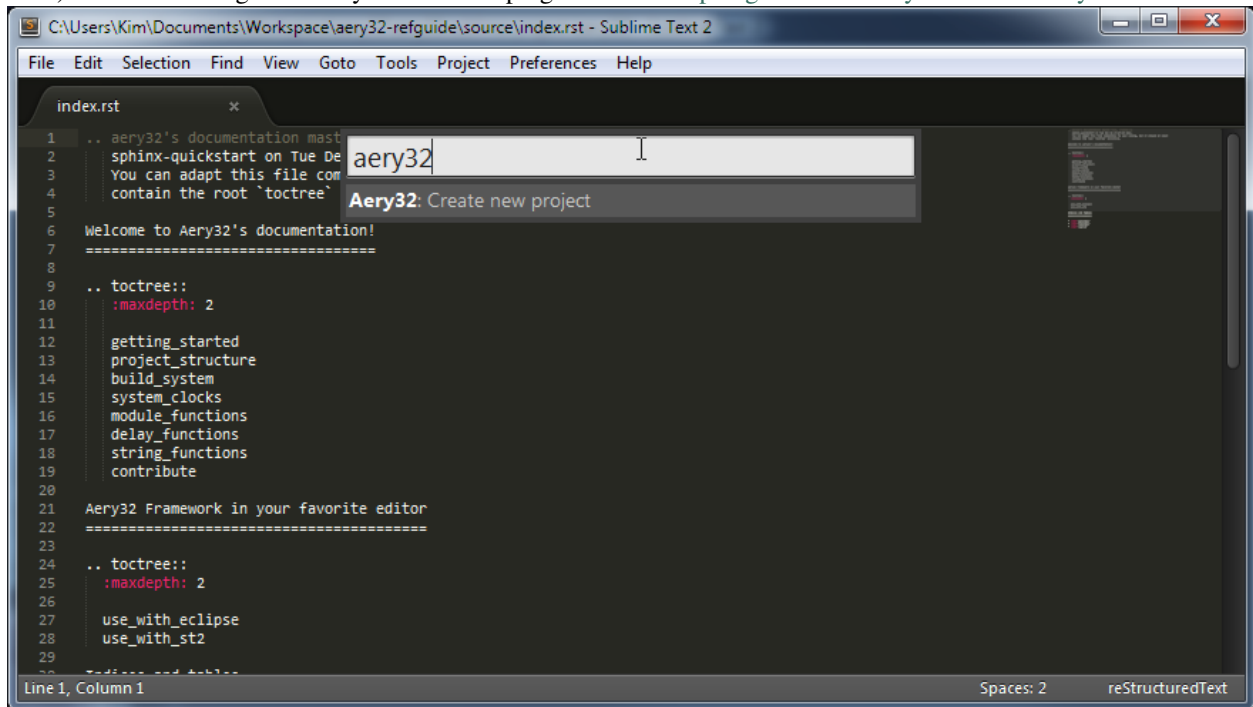 C:\Users\Kim\Documents\Workspace\aery32-refguide\source\index.rst - Sublime Text 2
File Edit Selection Find View Goto Tools Project Preferences Help
index.rst ×
aery32
Aery32: Create new project
1 .. aery32's documentation mast
2 sphinx-quickstart on Tue De
3 You can adapt this file com
4 contain the root `toctree`
5
6 Welcome to Aery32's documentation!
7 ==================================
8
9 .. toctree::
10 :maxdepth: 2
11
12 getting_started
13 project_structure
14 build_system
15 system_clocks
16 module_functions
17 delay_functions
18 string_functions
19 contribute
20
21 Aery32 Framework in your favorite editor
22 ========================================
23
24 .. toctree::
25 :maxdepth: 2
26
27 use_with_eclipse
28 use_with_st2
29
Line 1, Column 1
Spaces: 2 reStructuredText